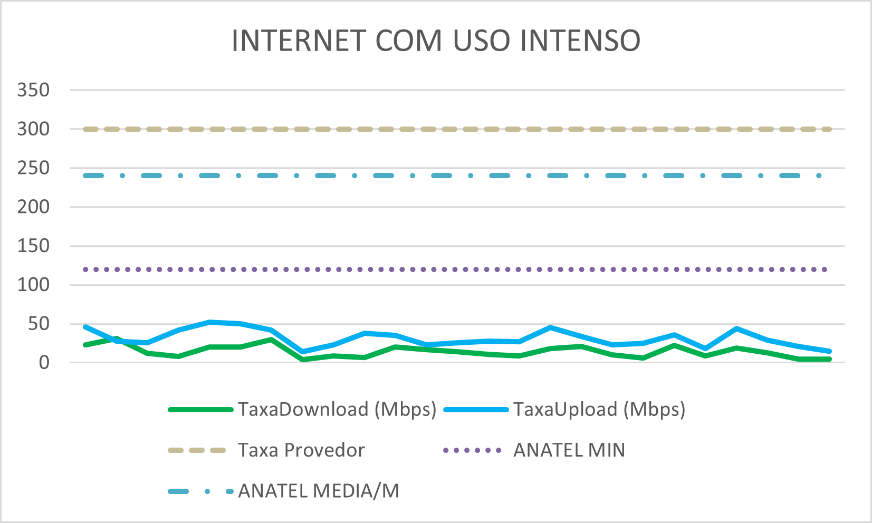 INTERNET COM USO INTENSO
350
300
250
200
150
100
50
0
TaxaDownload (Mbps) TaxaUpload (Mbps)
Taxa Provedor ANATEL MIN
ANATEL MEDIA/M